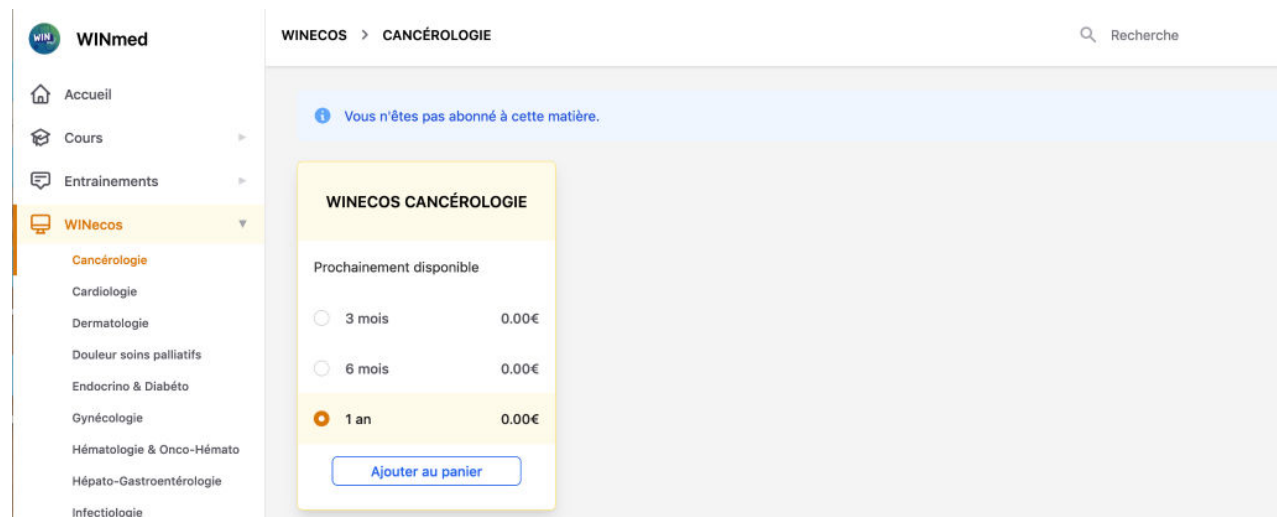 WIN
WINmed
Accueil
Cours
Entrainements
WINecos
Cancérologie
Cardiologie
Dermatologie
Douleur soins palliatifs
Endocrino & Diabéto
Gynécologie
Hématologie & Onco-Hémato
Hépato-Gastroentérologie
Infectiologie
WINECOS > CANCÉROLOGIE
Recherche
Vous n'êtes pas abonné à cette matière.
WINECOS CANCÉROLOGIE
Prochainement disponible
3 mois 0.00€
6 mois 0.00€
1 an 0.00€
Ajouter au panier